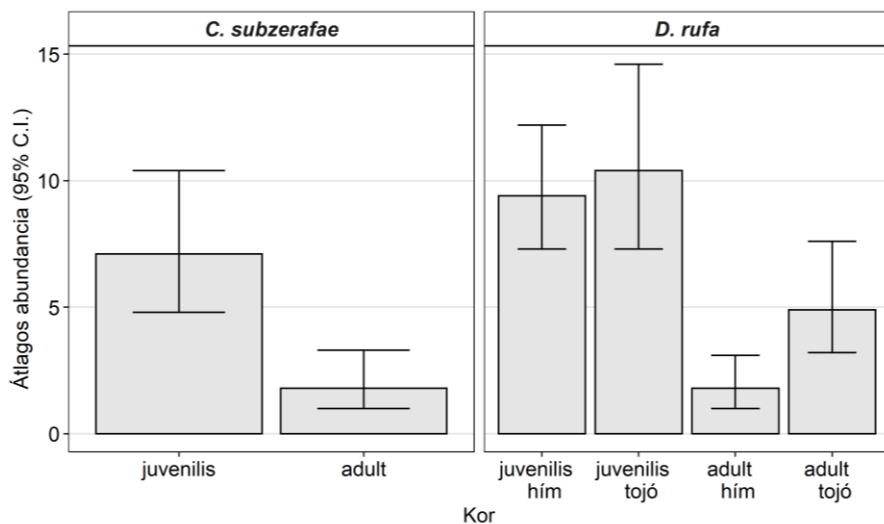 C. subzerafae
D. rufa
Átlagos abundancia (95% C.I.)
15
10
5
0
juvenilis
adult
juvenilis
hím
juvenilis
tojó
adult
hím
adult
tojó
Kor